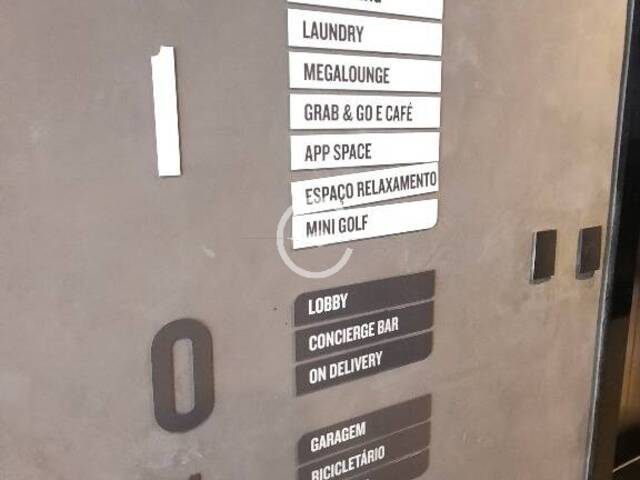 1
LAUNDRY
MEGALOUNGE
GRAB & GO E CAFÉ
APP SPACE
ESPAÇO RELAXAMENTO
MINI GOLF
0
LOBBY
CONCIERGE BAR
ON DELIVERY
GARAGEM
BICICLETÁRIO